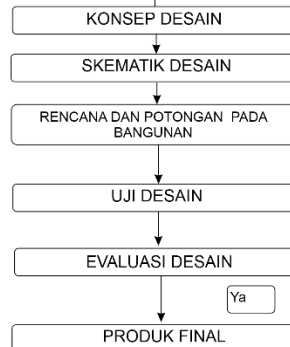 KONSEP DESAIN
SKEMATIK DESAIN
RENCANA DAN POTONGAN PADA
BANGUNAN
UJI DESAIN
EVALUASI DESAIN
Ya
PRODUK FINAL